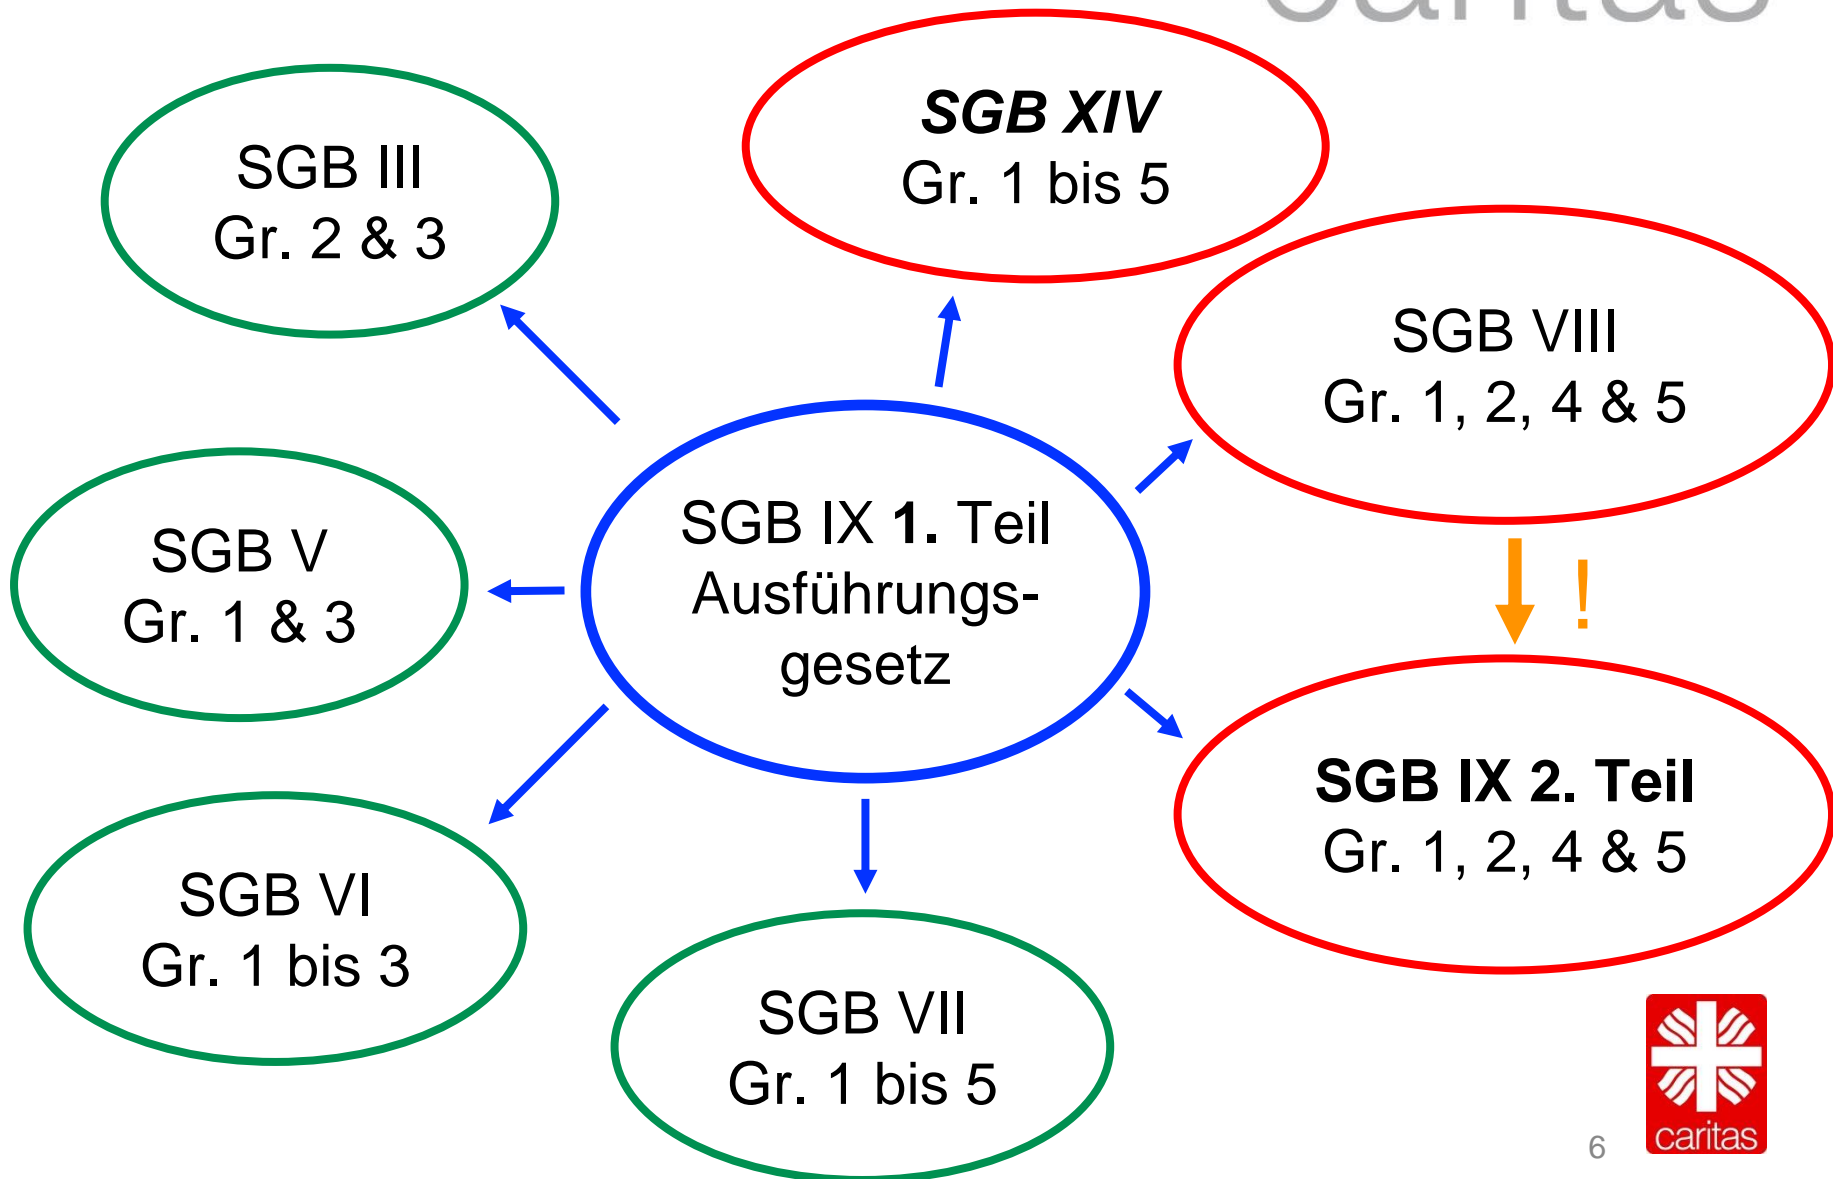 caritas
SGB XIV
Gr. 1 bis 5
SGB III
Gr. 2 & 3
SGB VIII
Gr. 1, 2, 4 & 5
SGB IX 1. Teil
Ausführungs-
gesetz
SGB V
Gr. 1 & 3
!
SGB IX 2. Teil
Gr. 1, 2, 4 & 5
SGB VI
Gr. 1 bis 3
SGB VII
Gr. 1 bis 5
6
caritas